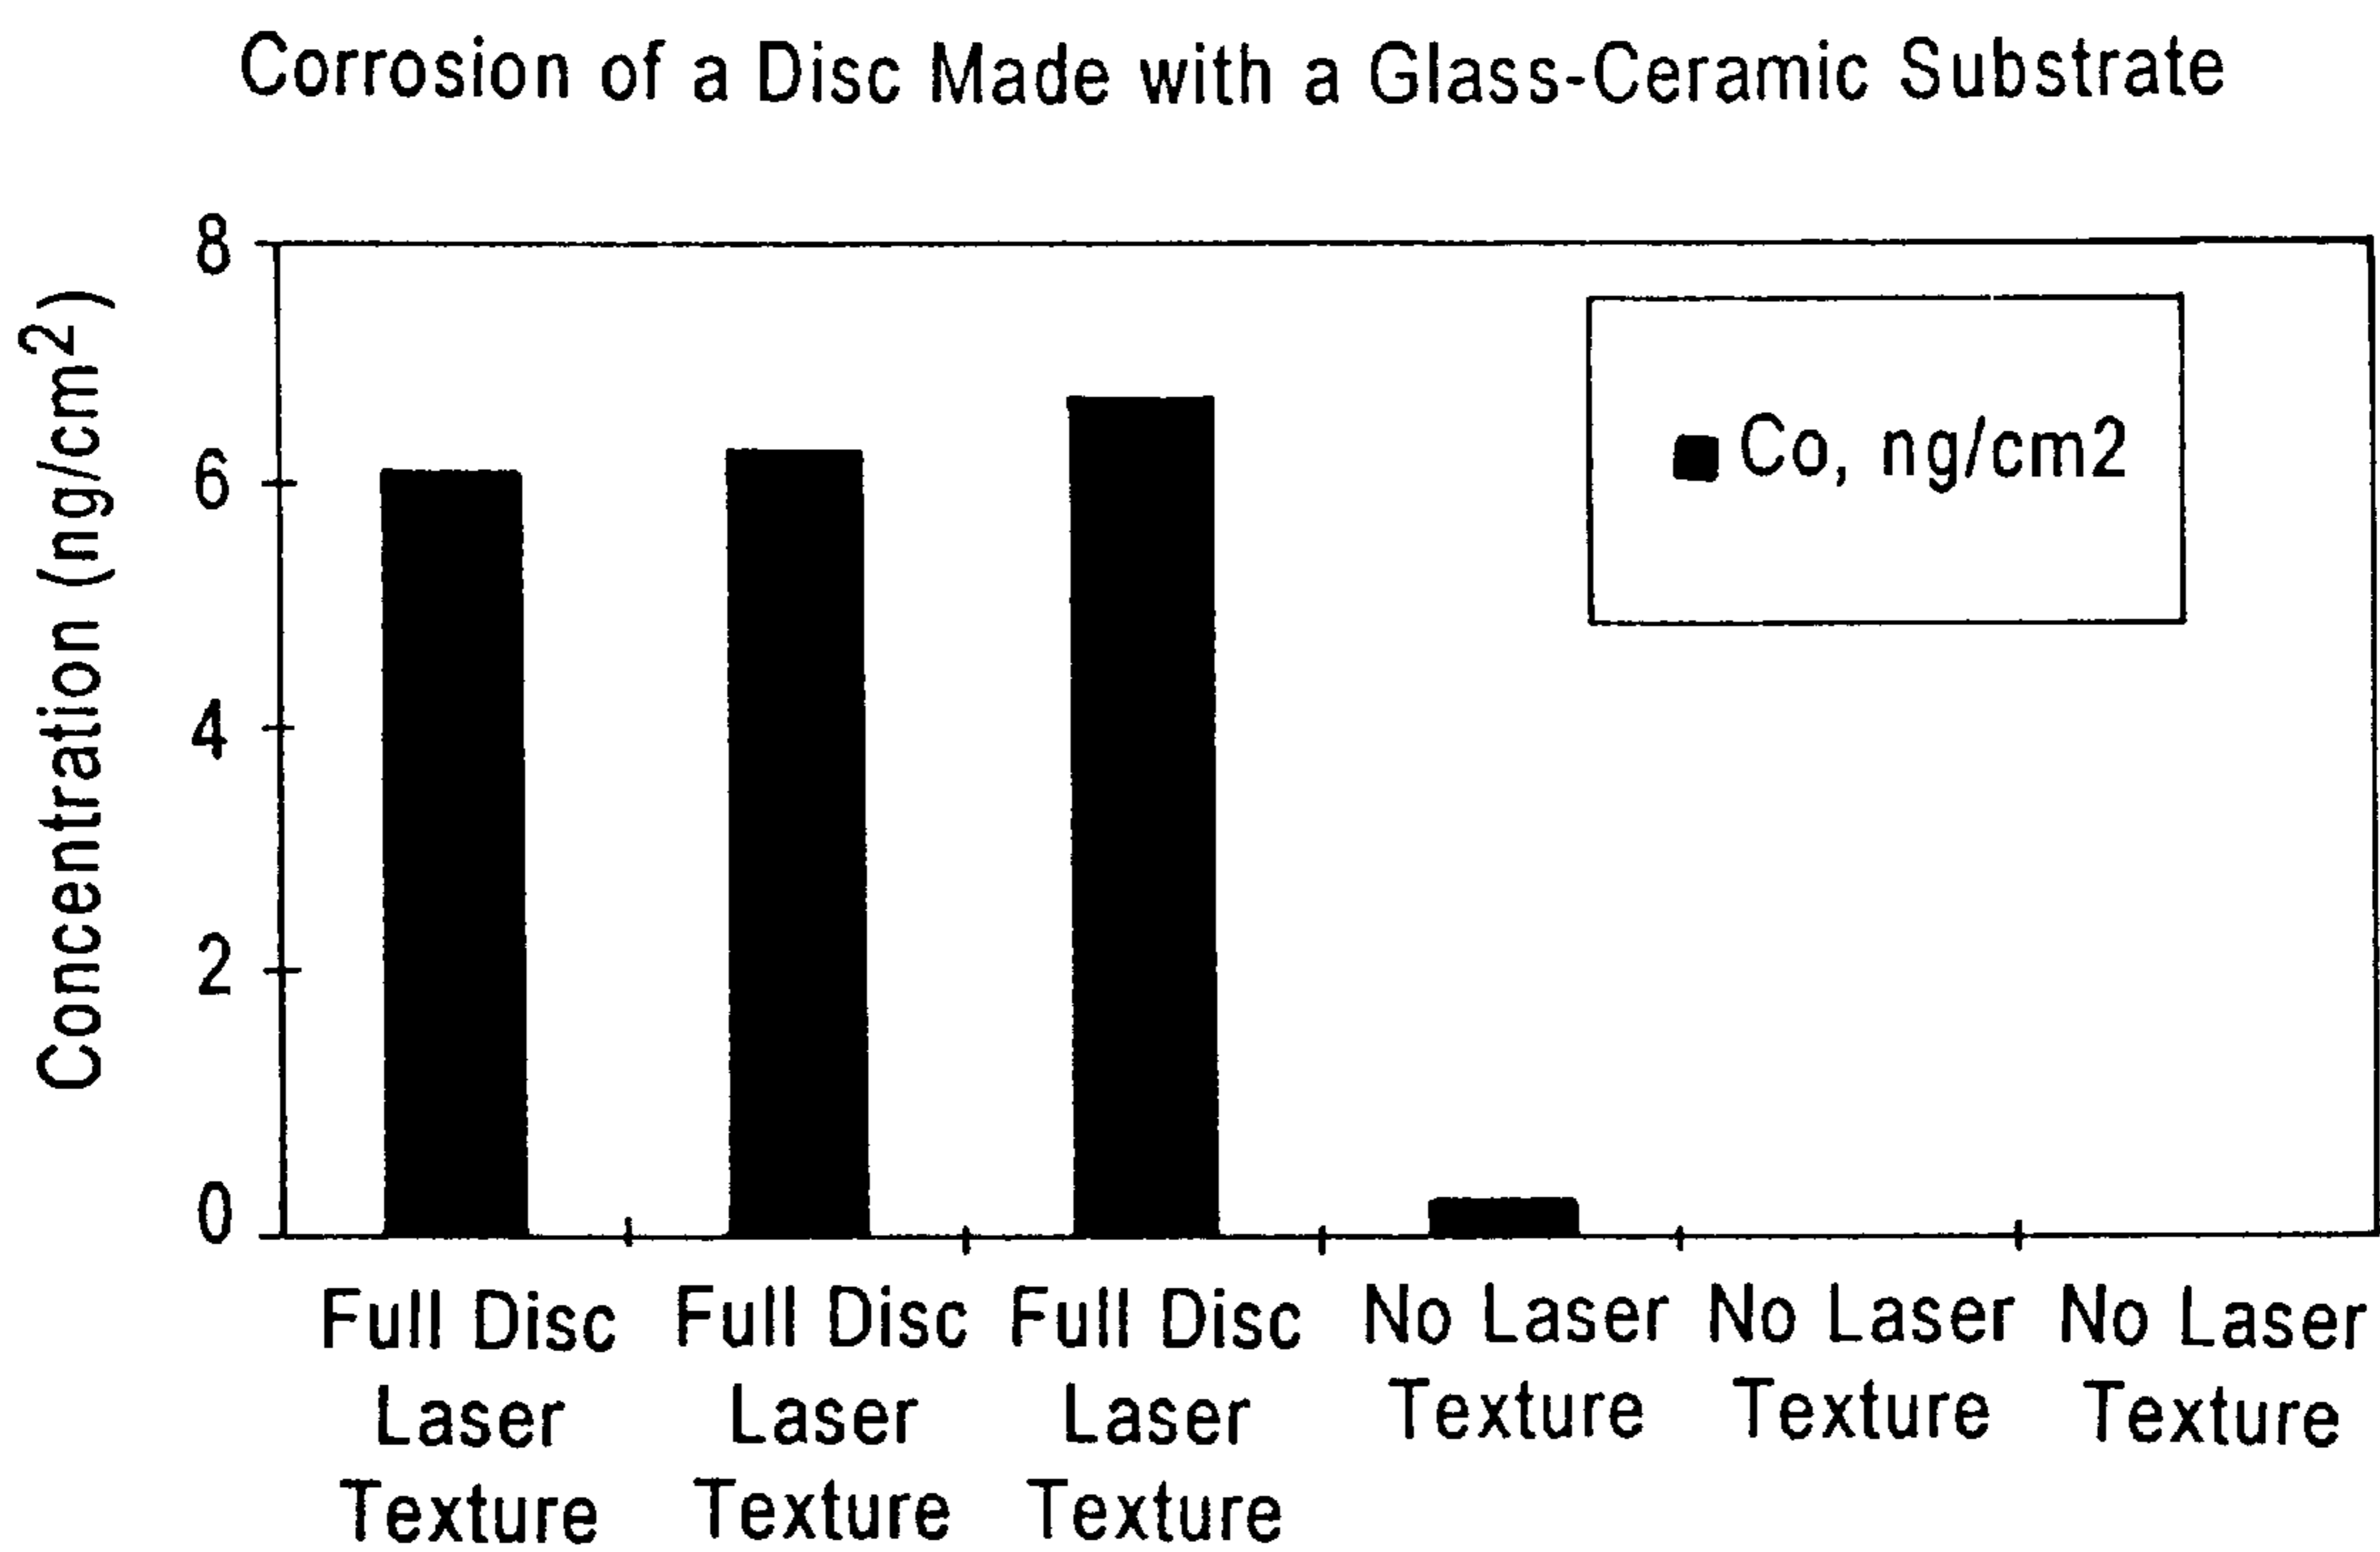 Corrosion of a Disc Made with a Glass-Ceramic Substrate
Concentration (ng/cm²)
8
6
4
2
0
Co, ng/cm2
Full Disc Laser Texture
Full Disc Laser Texture
Full Disc Laser Texture
No Laser Texture
No Laser Texture
No Laser Texture